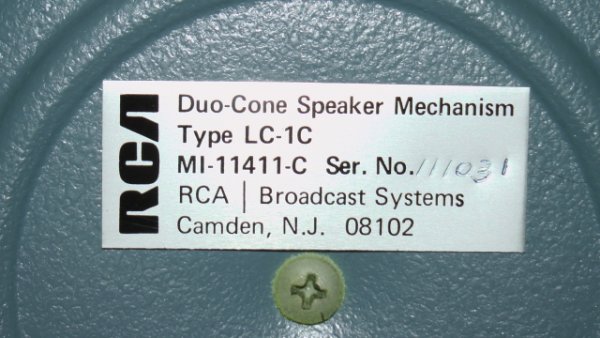 RCA
Duo-Cone Speaker Mechanism
Type LC-1C
MI-11411-C Ser. No. 111031
RCA | Broadcast Systems
Camden, N.J. 08102